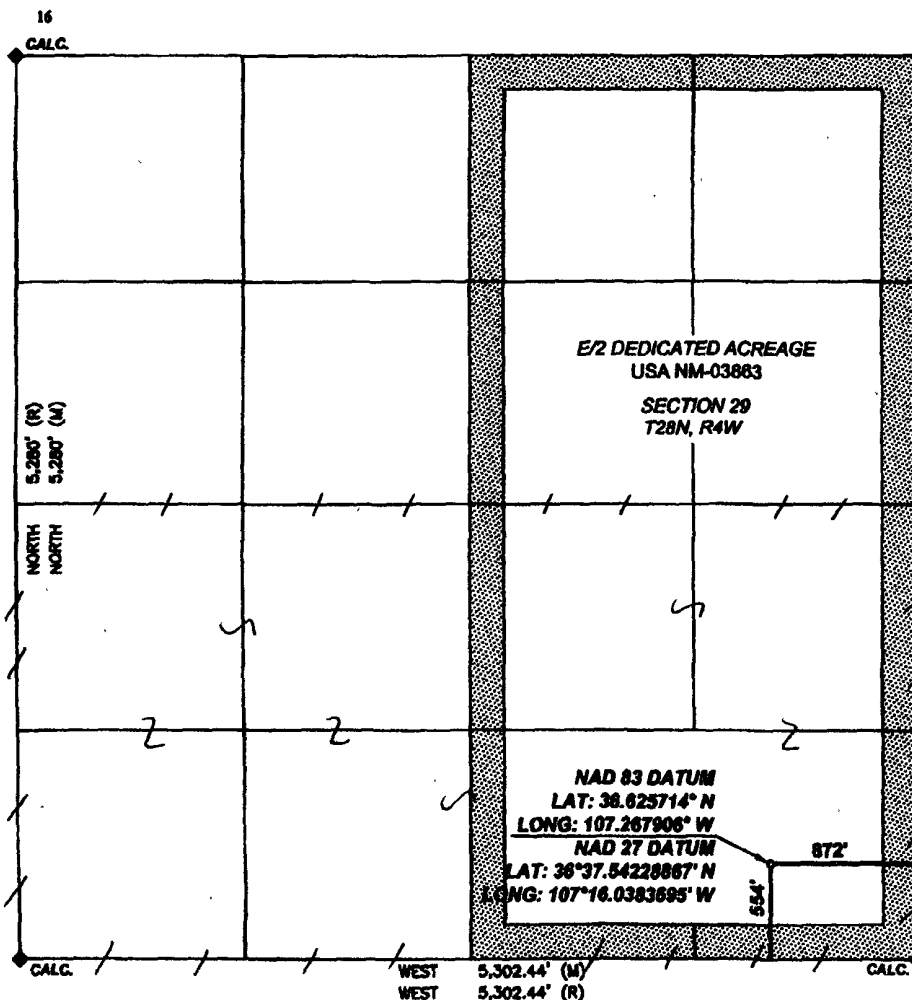 16
CALC.
E/2 DEDICATED ACREAGE
USA NM-03863
SECTION 29
T28N, R4W
NORTH 5,280' (R)
NORTH 5,280' (M)
NAD 83 DATUM
LAT: 36.625714° N
LONG: 107.267906° W
NAD 27 DATUM
LAT: 36°37.54228867' N
LONG: 107°16.0383695' W
872'
554'
CALC.
WEST 5,302.44' (M)
CALC.
WEST 5,302.44' (R)